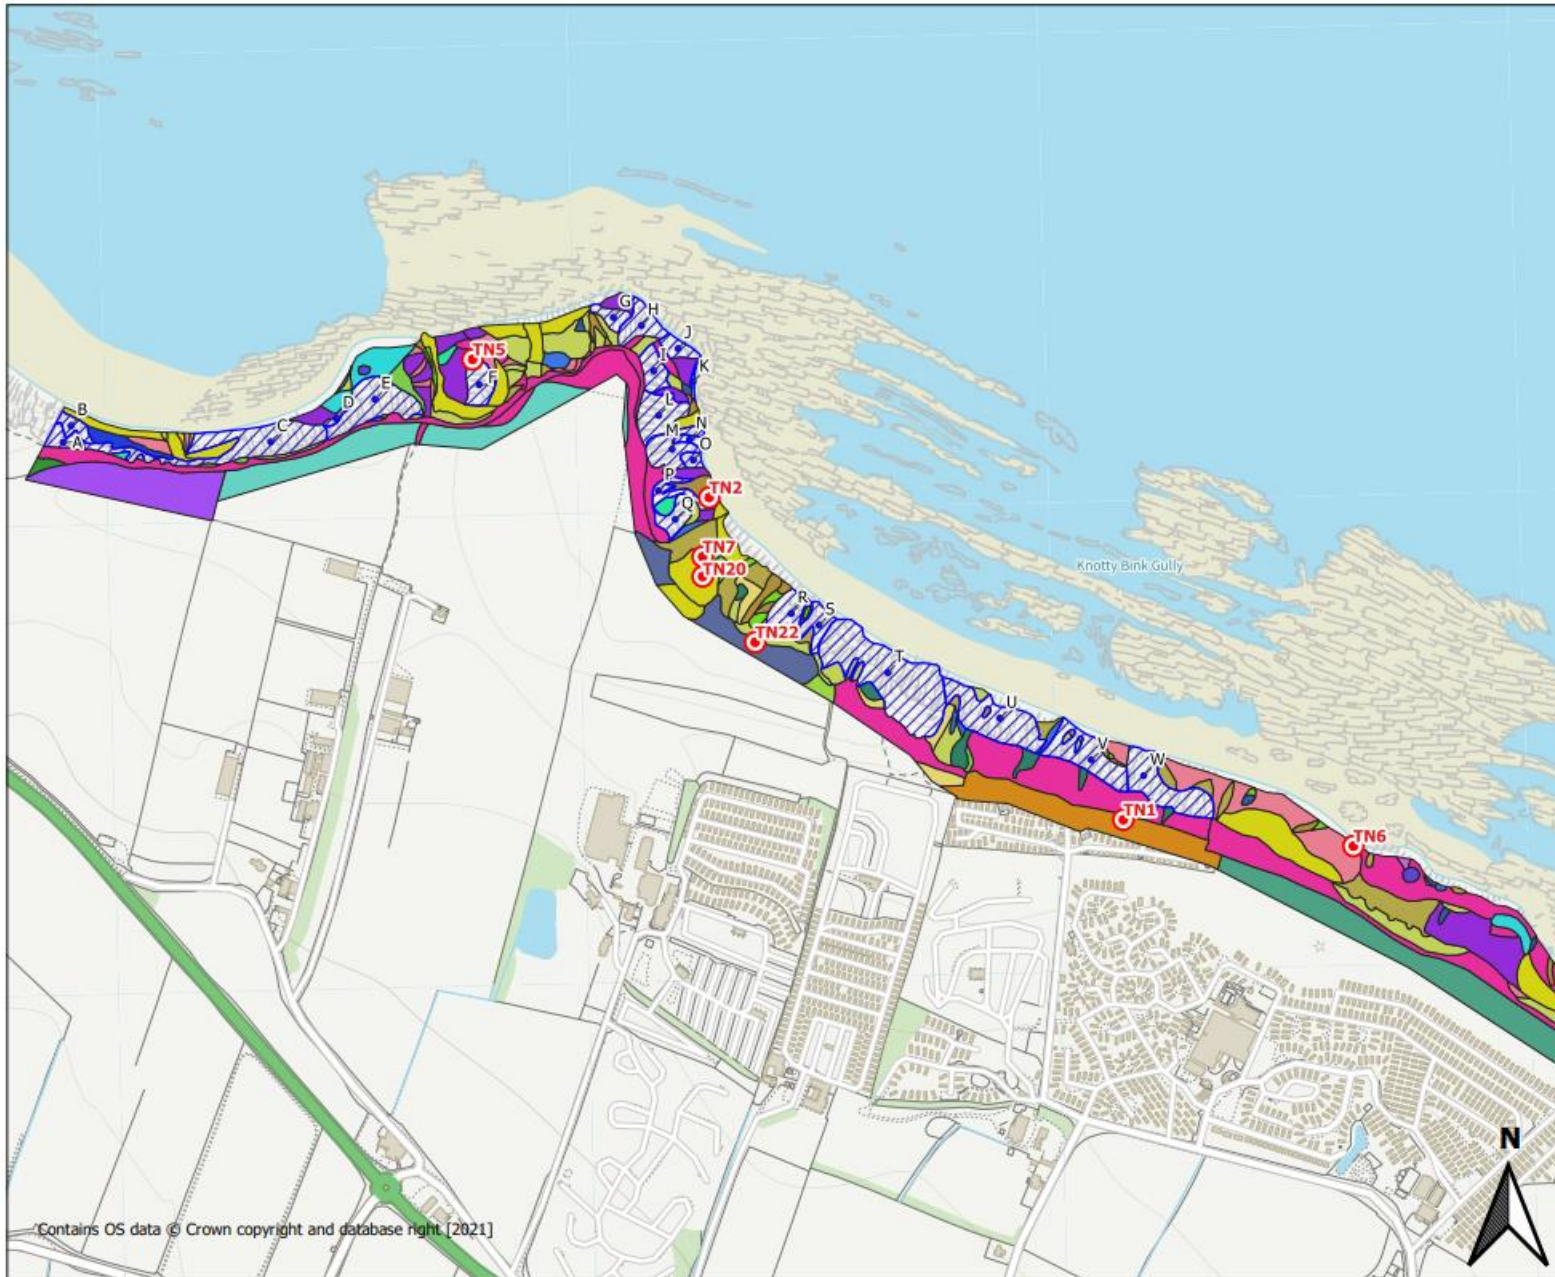 G
H
J
I
K
TN5
F
E
L
D
B
C
N
M
A
O
P
TN2
Q
TN7
Knotty Bink Gully
TN20
R
S
TN22
T
U
V
W
TN1
TN6
N
Contains OS data © Crown copyright and database right [2021]